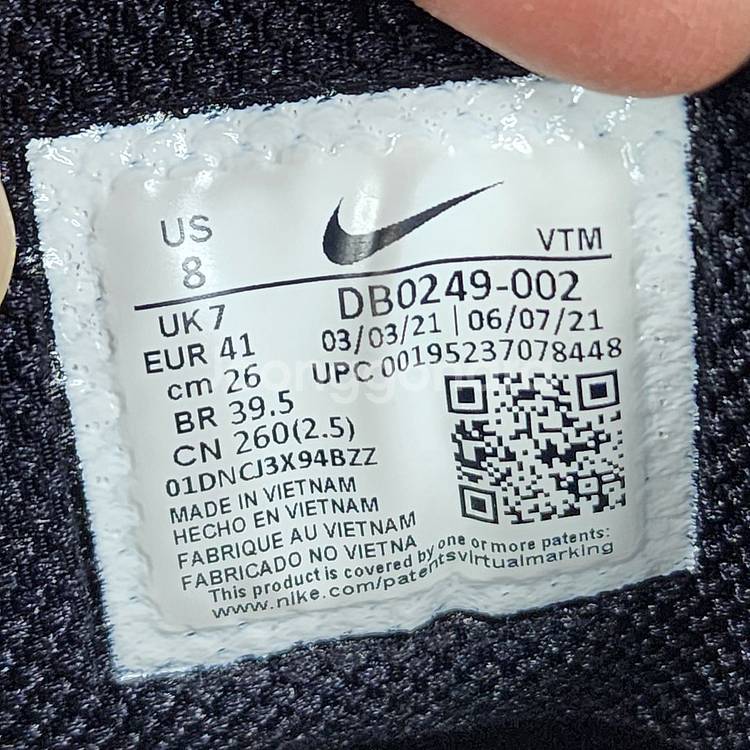 US
8
VTM
UK 7
EUR 41
cm 26
BR 39.5
CN 260(2.5)
DB0249-002
03/03/21 | 06/07/21
UPC 00195237078448
01DNCJ3X94BZZ
MADE IN VIETNAM
HECHO EN VIETNAM
FABRIQUE AU VIETNAM
FABRICADO NO VIETNA
This product is covered by one or more patents:
www.nike.com/patentsvirtualmarking